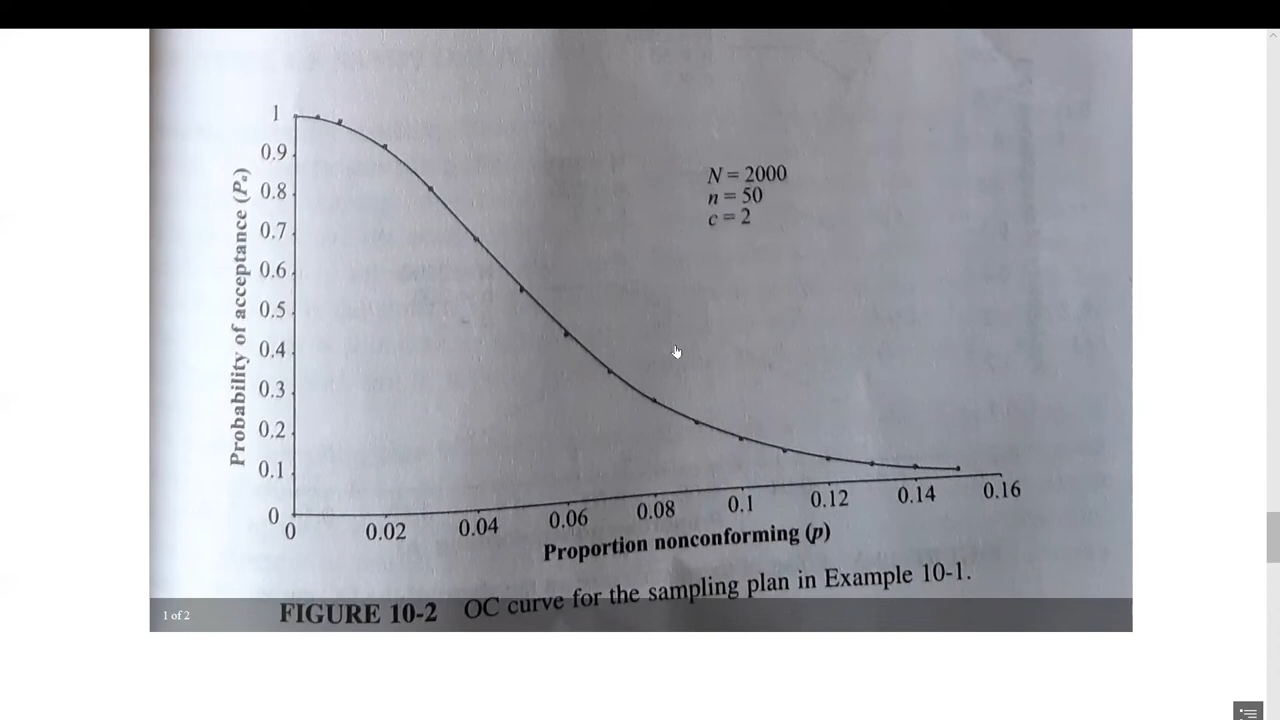 1
0.9
0.8
0.7
0.6
0.5
0.4
0.3
0.2
0.1
0
Probability of acceptance (Pₐ)
N = 2000
n = 50
c = 2
0 0.02 0.04 0.06 0.08 0.1 0.12 0.14 0.16
Proportion nonconforming (p)
FIGURE 10-2 OC curve for the sampling plan in Example 10-1.
1 of 2